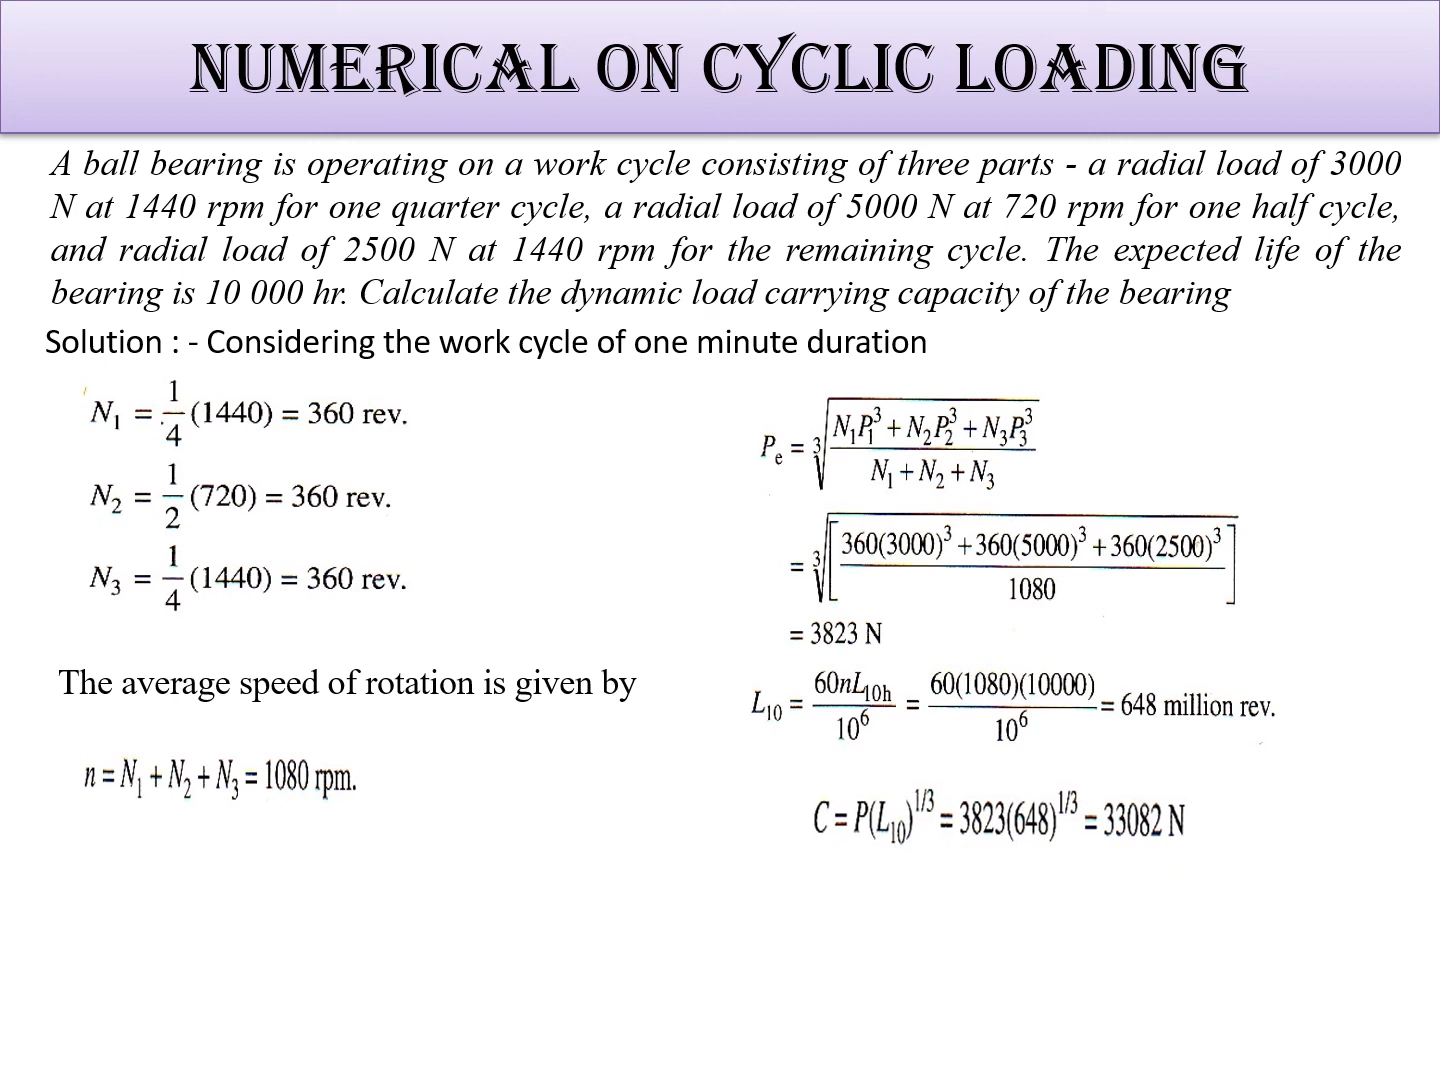 NUMERICAL ON CYCLIC LOADING
A ball bearing is operating on a work cycle consisting of three parts - a radial load of 3000
N at 1440 rpm for one quarter cycle, a radial load of 5000 N at 720 rpm for one half cycle,
and radial load of 2500 N at 1440 rpm for the remaining cycle. The expected life of the
bearing is 10 000 hr. Calculate the dynamic load carrying capacity of the bearing
Solution : - Considering the work cycle of one minute duration
N₁ = 1/4 (1440) = 360 rev.
N₂ = 1/2 (720) = 360 rev.
N₃ = 1/4 (1440) = 360 rev.
The average speed of rotation is given by
n = N₁ + N₂ + N₃ = 1080 rpm.
Pₑ = ∛((N₁P₁³ + N₂P₂³ + N₃P₃³) / (N₁ + N₂ + N₃))
= ∛[(360(3000)³ + 360(5000)³ + 360(2500)³) / 1080]
= 3823 N
L₁₀ = 60nL₁₀ₕ / 10⁶ = 60(1080)(10000) / 10⁶ = 648 million rev.
C = P(L₁₀)^1/3 = 3823(648)^1/3 = 33082 N